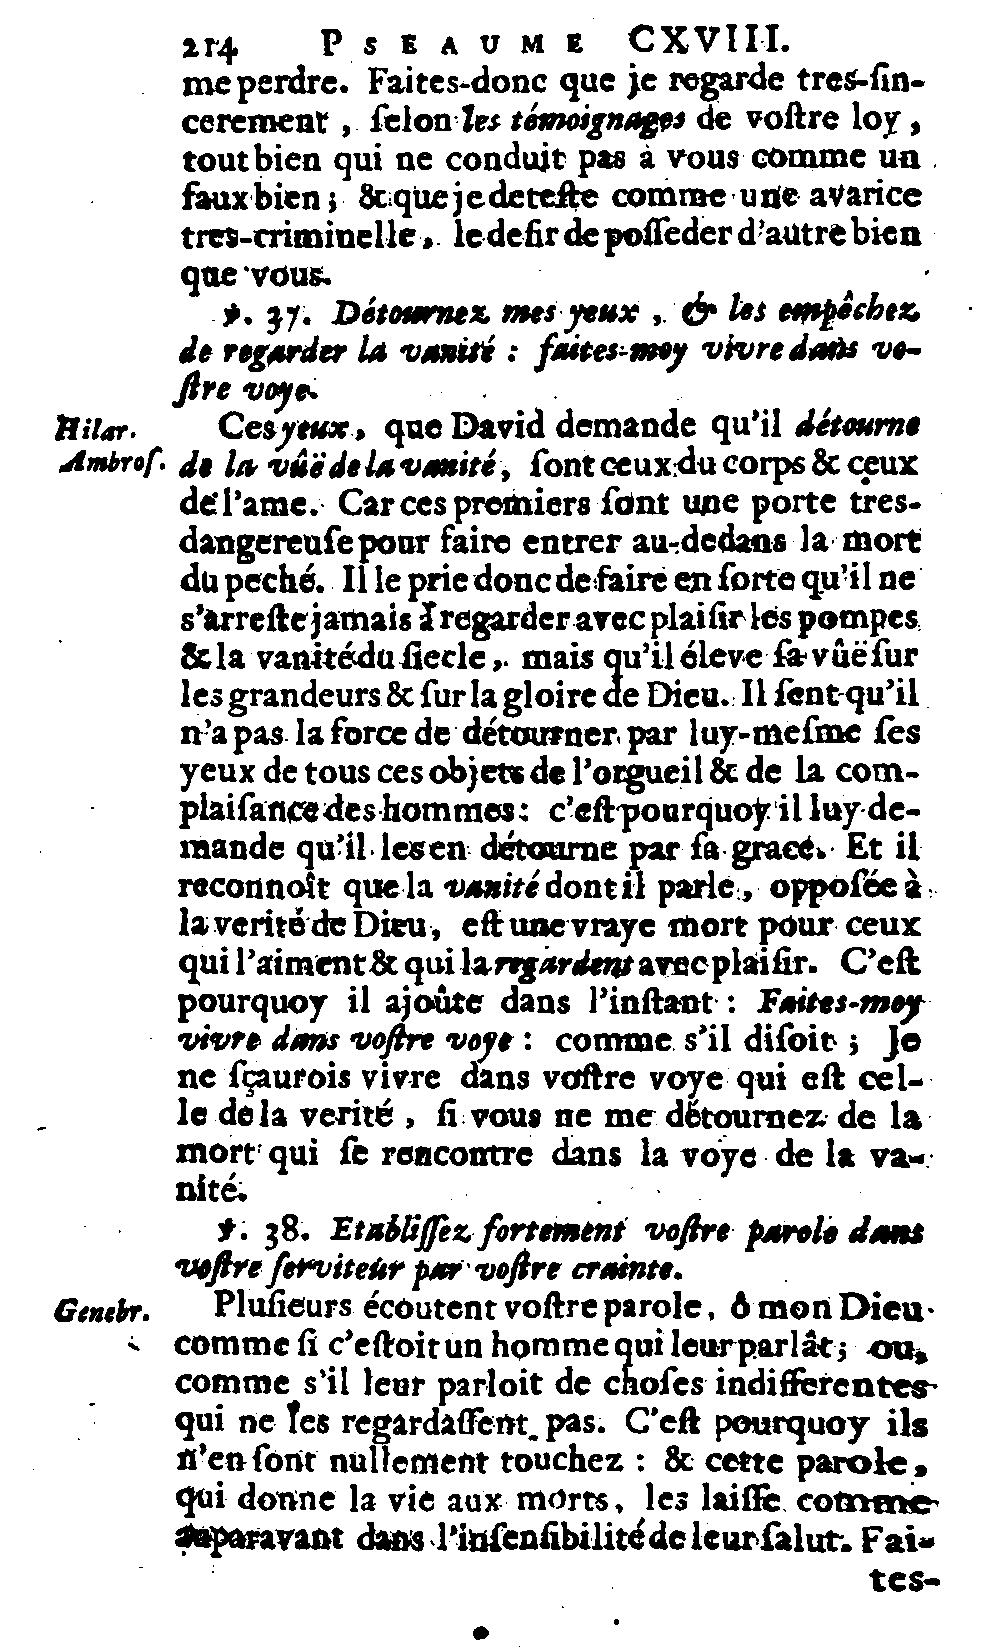 214 PSEAUME CXVIII.
me perdre. Faites-donc que je regarde tres-ſin-
cerement, ſelon les témoignages de voſtre loy,
tout bien qui ne conduit pas à vous comme un
faux bien; & que je deteſte comme une avarice
tres-criminelle, le deſir de poſſeder d'autre bien
que vous.
℣. 37. Détournez mes yeux, & les empêchez
de regarder la vanité : faites-moy vivre dans vo-
ſtre voye.
Hilar.
Ambroſ.
Ces yeux, que David demande qu'il détourne
de la vûë de la vanité, ſont ceux du corps & ceux
de l'ame. Car ces premiers ſont une porte tres-
dangereuſe pour faire entrer au-dedans la mort
du peché. Il le prie donc de faire en ſorte qu'il ne
s'arreſte jamais à regarder avec plaiſir les pompes
& la vanité du ſiecle, mais qu'il éleve ſa vûë ſur
les grandeurs & ſur la gloire de Dieu. Il ſent qu'il
n'a pas la force de détourner par luy-meſme ſes
yeux de tous ces objets de l'orgueil & de la com-
plaiſance des hommes: c'eſt pourquoy il luy de-
mande qu'il les en détourne par ſa grace. Et il
reconnoît que la vanité dont il parle, oppoſée à
la verité de Dieu, eſt une vraye mort pour ceux
qui l'aiment & qui la regardent avec plaiſir. C'eſt
pourquoy il ajoûte dans l'inſtant : Faites-moy
vivre dans voſtre voye : comme s'il diſoit ; Je
ne ſçaurois vivre dans voſtre voye qui eſt cel-
le de la verité, ſi vous ne me détournez de la
mort qui ſe rencontre dans la voye de la va-
nité.
℣. 38. Etabliſſez fortement voſtre parole dans
voſtre ſerviteur par voſtre crainte.
Genebr.
Pluſieurs écoutent voſtre parole, ô mon Dieu
comme ſi c'eſtoit un homme qui leur parlât; ou,
comme s'il leur parloit de choſes indifferentes
qui ne les regardaſſent pas. C'eſt pourquoy ils
n'en ſont nullement touchez : & cette parole,
qui donne la vie aux morts, les laiſſe comme
auparavant dans l'inſenſibilité de leur ſalut. Fai-
tes-